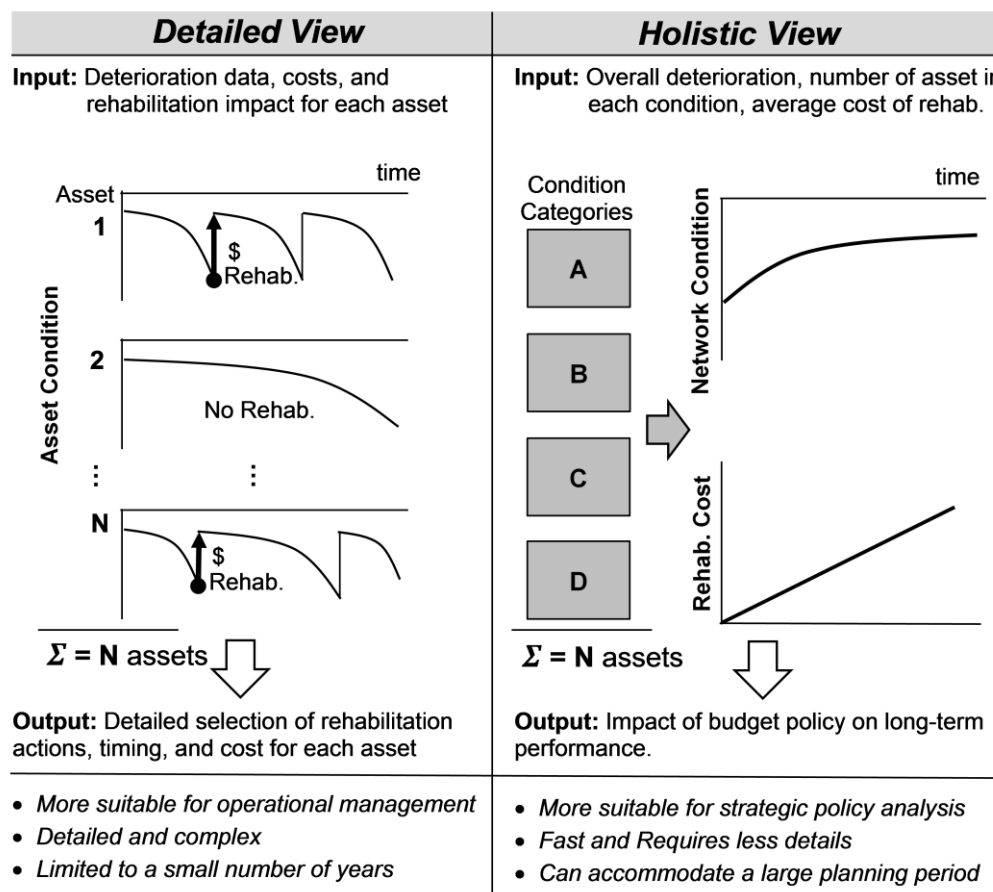 Detailed View
Input: Deterioration data, costs, and
rehabilitation impact for each asset
time
Asset
1
$
Rehab.
2
No Rehab.
⋮
⋮
N
$
Rehab.
Asset Condition
Σ = N assets
Output: Detailed selection of rehabilitation
actions, timing, and cost for each asset
• More suitable for operational management
• Detailed and complex
• Limited to a small number of years
Holistic View
Input: Overall deterioration, number of asset in
each condition, average cost of rehab.
time
Condition
Categories
A
B
C
D
Network Condition
Rehab. Cost
Σ = N assets
Output: Impact of budget policy on long-term
performance.
• More suitable for strategic policy analysis
• Fast and Requires less details
• Can accommodate a large planning period